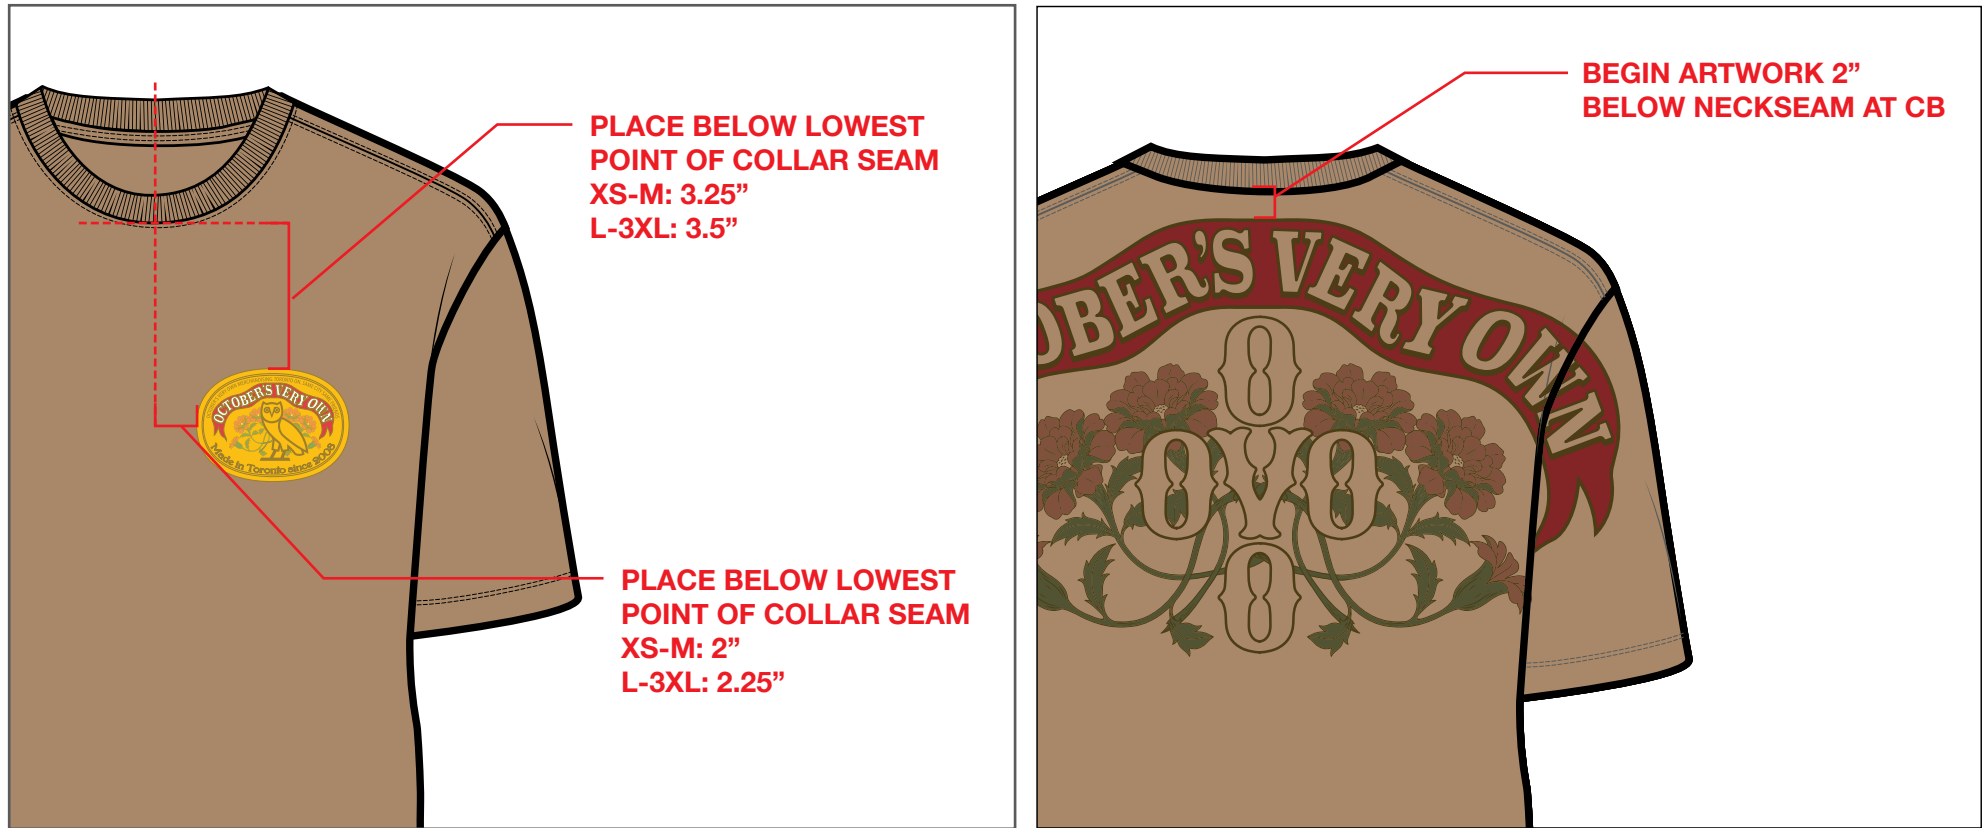 PLACE BELOW LOWEST
POINT OF COLLAR SEAM
XS-M: 3.25”
L-3XL: 3.5”
OCTOBER'S VERY OWN
Made in Toronto since 2008
PLACE BELOW LOWEST
POINT OF COLLAR SEAM
XS-M: 2”
L-3XL: 2.25”
BEGIN ARTWORK 2”
BELOW NECKSEAM AT CB
OBER’S VERY OWN
O
OVO
O